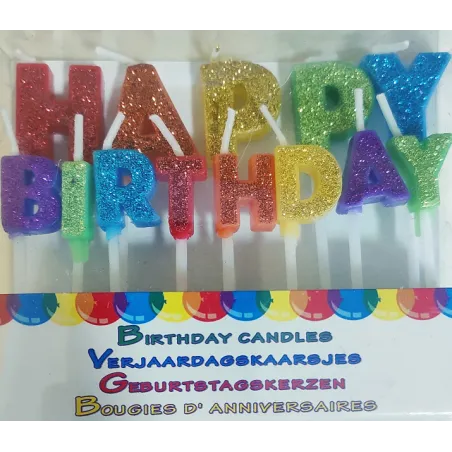 HAPPY
BIRTHDAY
BIRTHDAY CANDLES
VERJAARDAGSKAARSJES
GEBURTSTAGSKERZEN
BOUGIES D' ANNIVERSAIRES